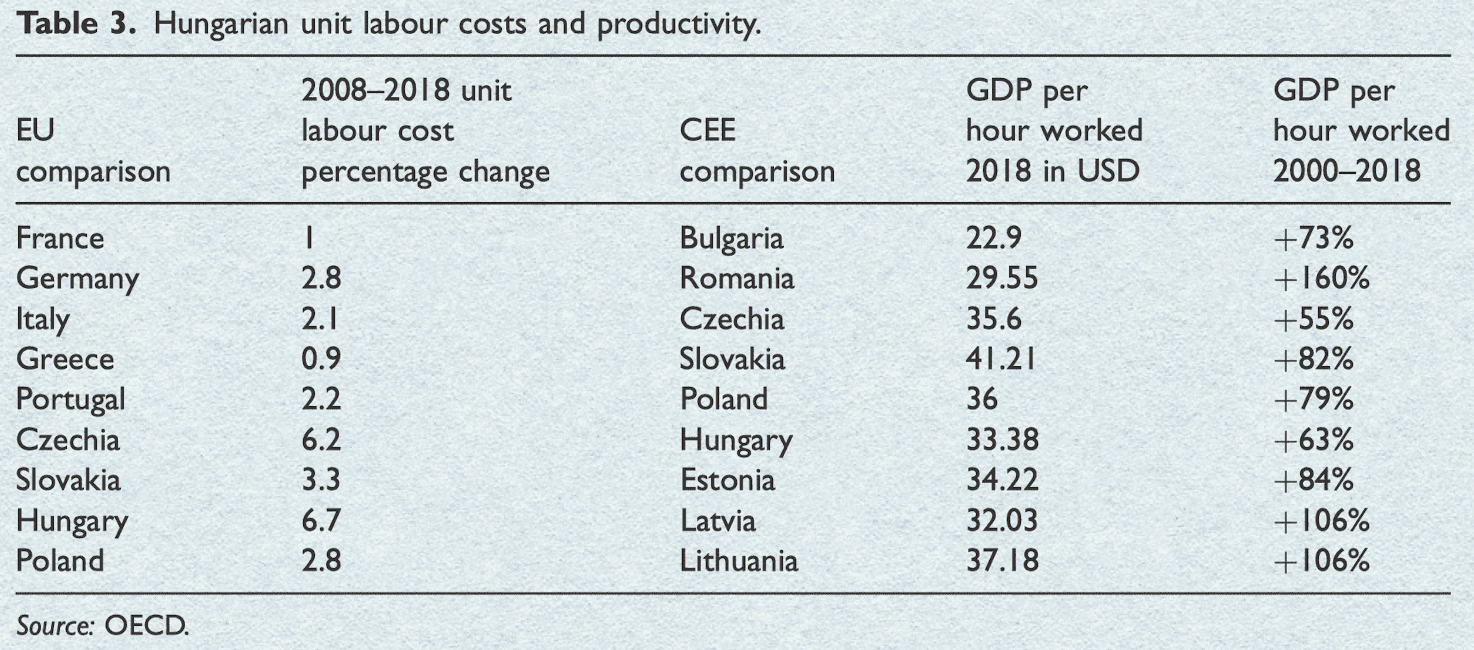 Table 3. Hungarian unit labour costs and productivity.
EU comparison 2008–2018 unit labour cost percentage change CEE comparison GDP per hour worked 2018 in USD GDP per hour worked 2000–2018
France 1 Bulgaria 22.9 +73%
Germany 2.8 Romania 29.55 +160%
Italy 2.1 Czechia 35.6 +55%
Greece 0.9 Slovakia 41.21 +82%
Portugal 2.2 Poland 36 +79%
Czechia 6.2 Hungary 33.38 +63%
Slovakia 3.3 Estonia 34.22 +84%
Hungary 6.7 Latvia 32.03 +106%
Poland 2.8 Lithuania 37.18 +106%
Source: OECD.